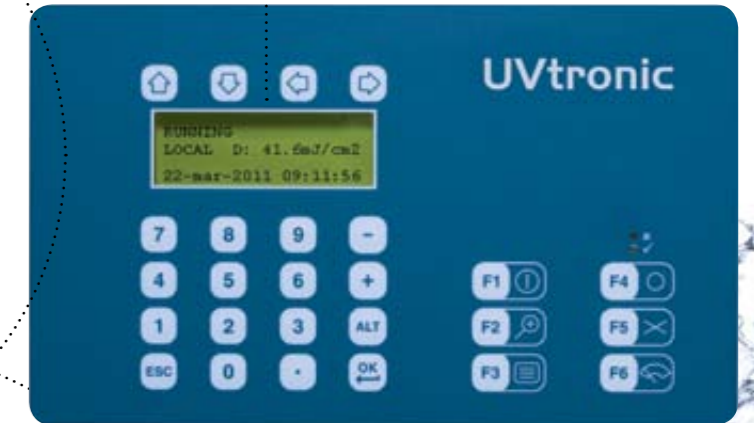 UVtronic
RUNNING
LOCAL D: 41.6mJ/cm2
22-mar-2011 09:11:56
7 8 9 -
4 5 6 + F1 F4
1 2 3 ALT F2 F5
ESC 0 . OK F3 F6